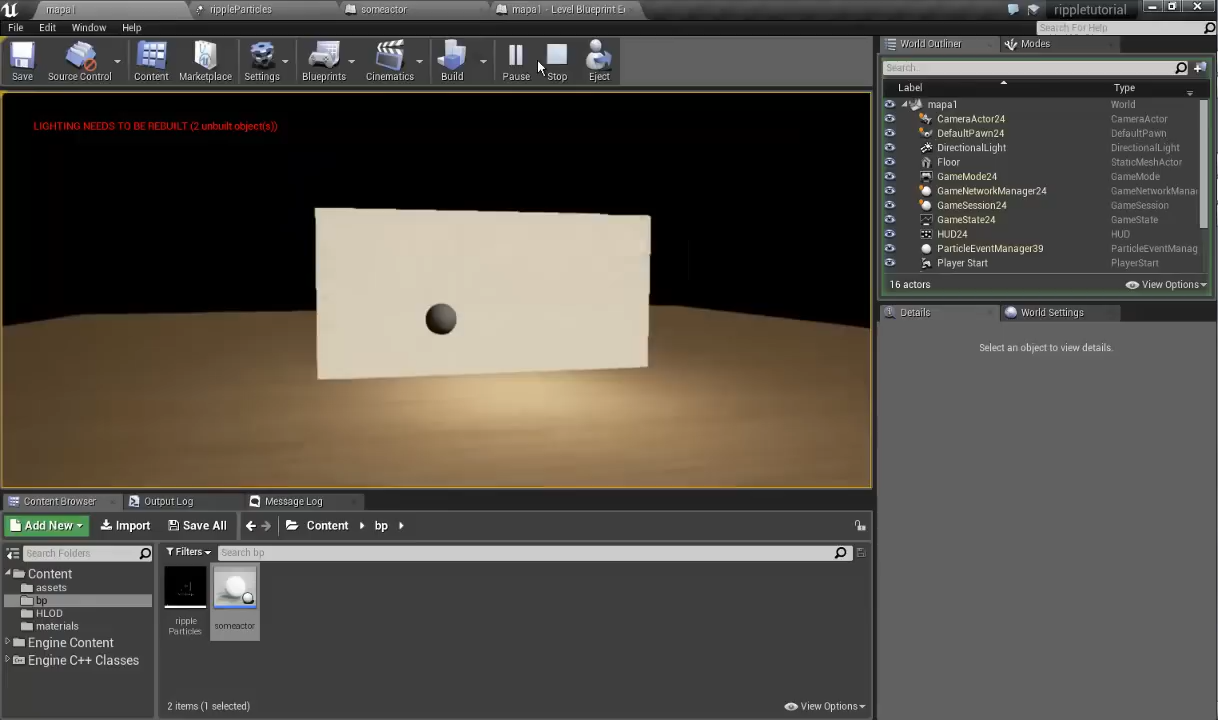 mapa1
rippleParticles
someactor
mapa1 - Level Blueprint E
rippletutorial
File Edit Window Help
Search For Help
Save
Source Control
Content
Marketplace
Settings
Blueprints
Cinematics
Build
Pause
Stop
Eject
World Outliner
Modes
Search...
Label
Type
mapa1 World
CameraActor24 CameraActor
DefaultPawn24 DefaultPawn
DirectionalLight DirectionalLight
Floor StaticMeshActor
GameMode24 GameMode
GameNetworkManager24 GameNetworkMana
GameSession24 GameSession
GameState24 GameState
HUD24 HUD
ParticleEventManager39 ParticleEventManag
Player Start PlayerStart
16 actors
View Options
Details
World Settings
Select an object to view details.
LIGHTING NEEDS TO BE REBUILT (2 unbuilt object(s))
Content Browser
Output Log
Message Log
Add New
Import
Save All
Content
bp
Search Folders
Filters
Search bp
Content
assets
bp
HLOD
materials
Engine Content
Engine C++ Classes
ripple
Particles
someactor
2 items (1 selected)
View Options